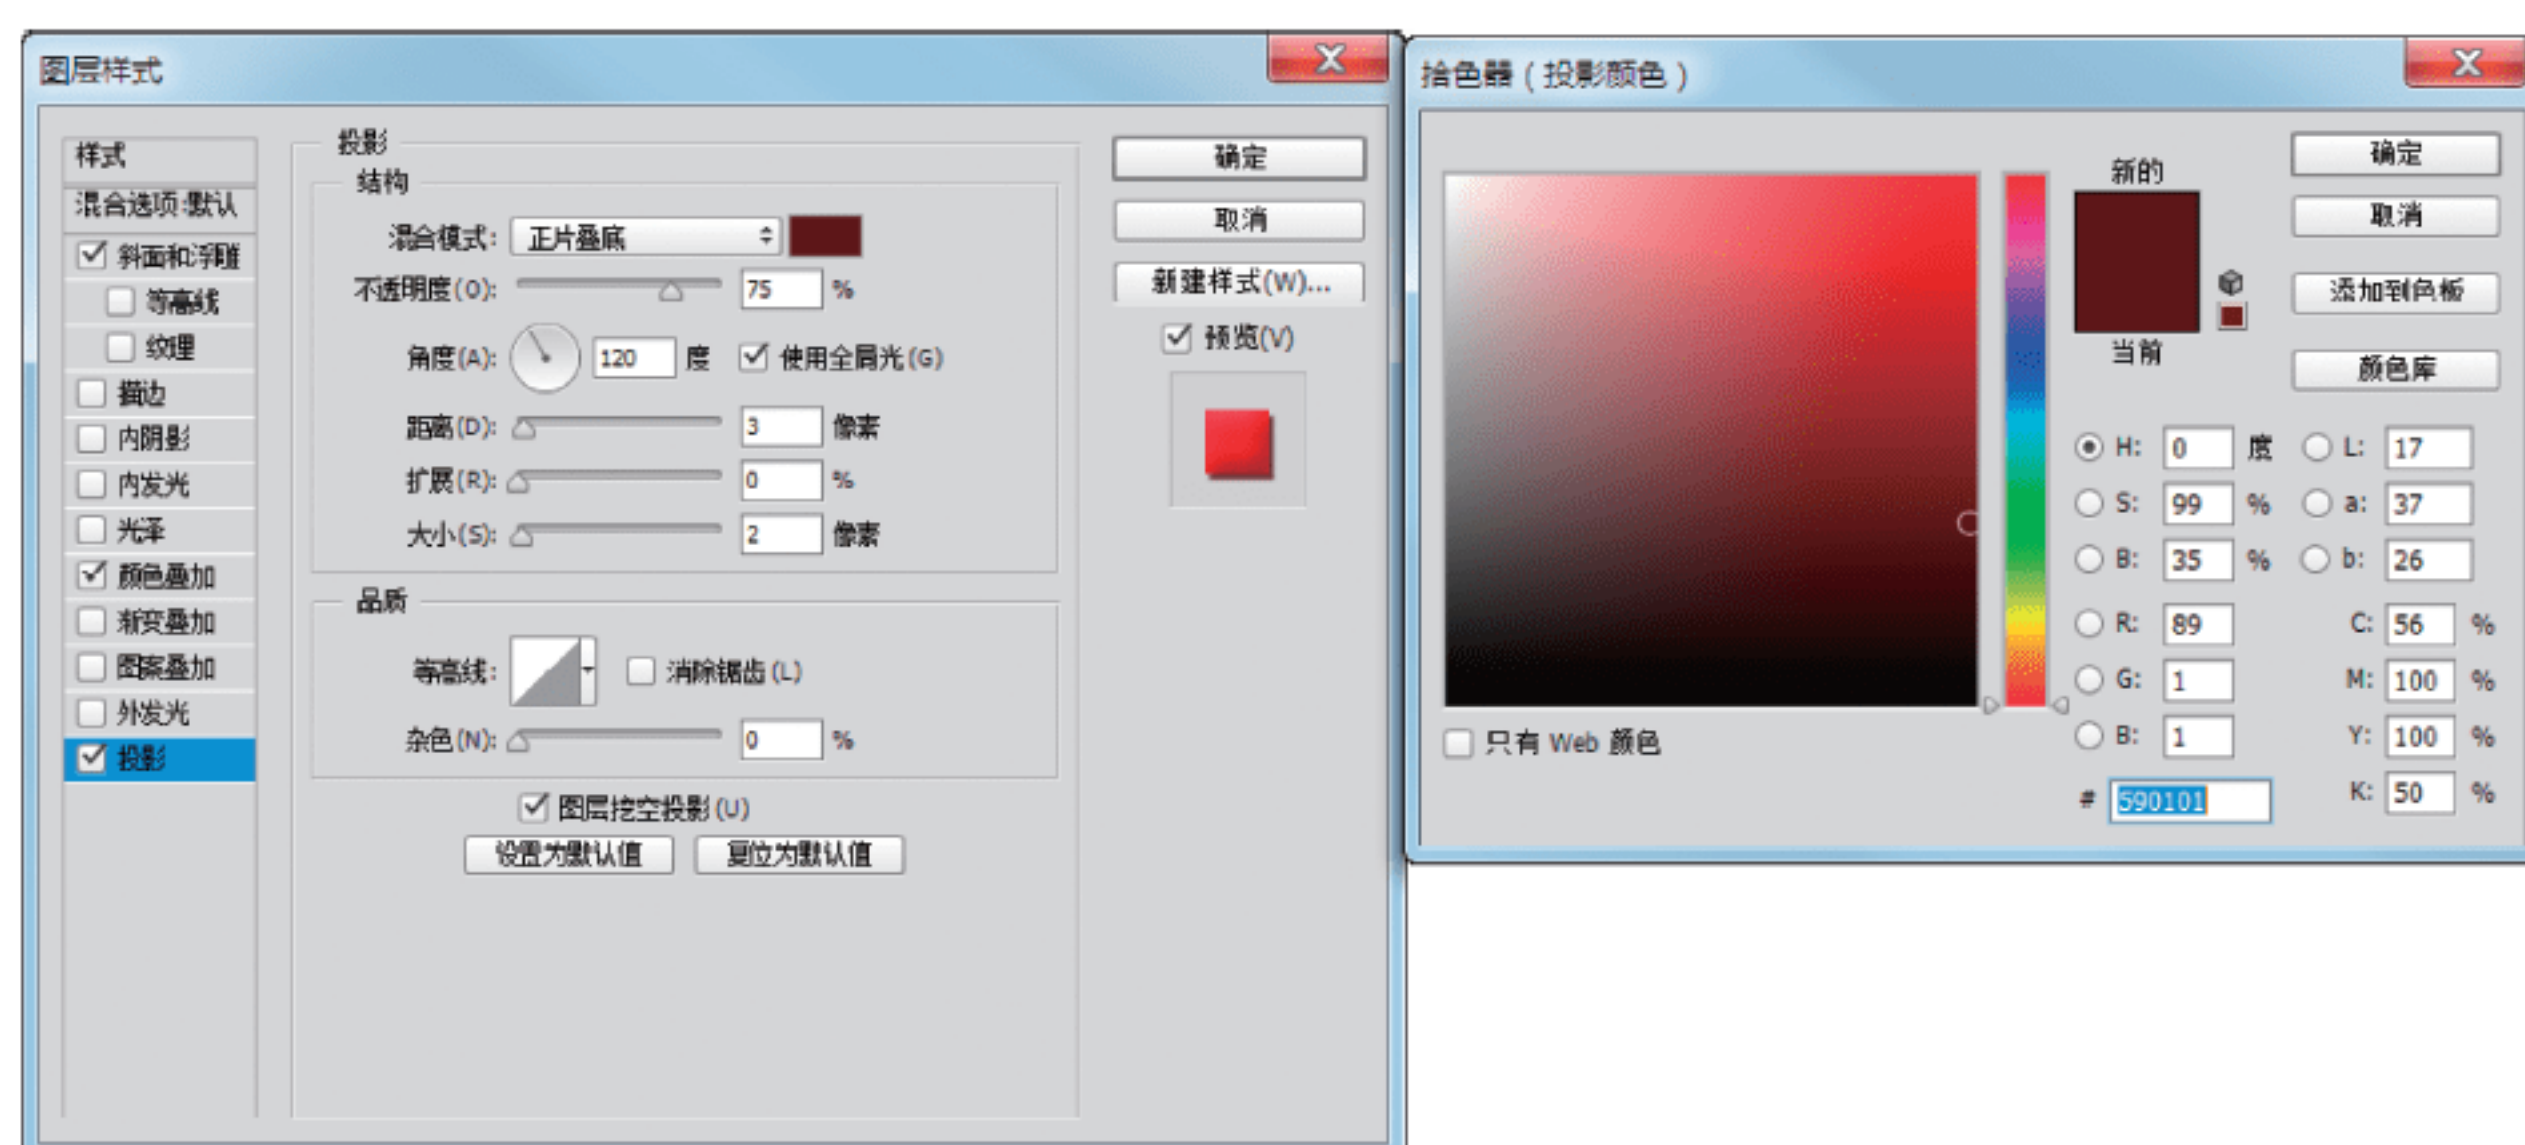 图层样式
样式
混合选项:默认
斜面和浮雕
等高线
纹理
描边
内阴影
内发光
光泽
颜色叠加
渐变叠加
图案叠加
外发光
投影
投影
结构
混合模式: 正片叠底
不透明度(O): 75 %
角度(A): 120 度 使用全局光(G)
距离(D): 3 像素
扩展(R): 0 %
大小(S): 2 像素
品质
等高线: 消除锯齿(L)
杂色(N): 0 %
图层挖空投影(U)
设置为默认值 复位为默认值
确定
取消
新建样式(W)...
预览(V)
拾色器(投影颜色)
新的
当前
确定
取消
添加到色板
颜色库
H: 0 度 L: 17
S: 99 % a: 37
B: 35 % b: 26
R: 89 C: 56 %
G: 1 M: 100 %
B: 1 Y: 100 %
# 590101 K: 50 %
只有 Web 颜色